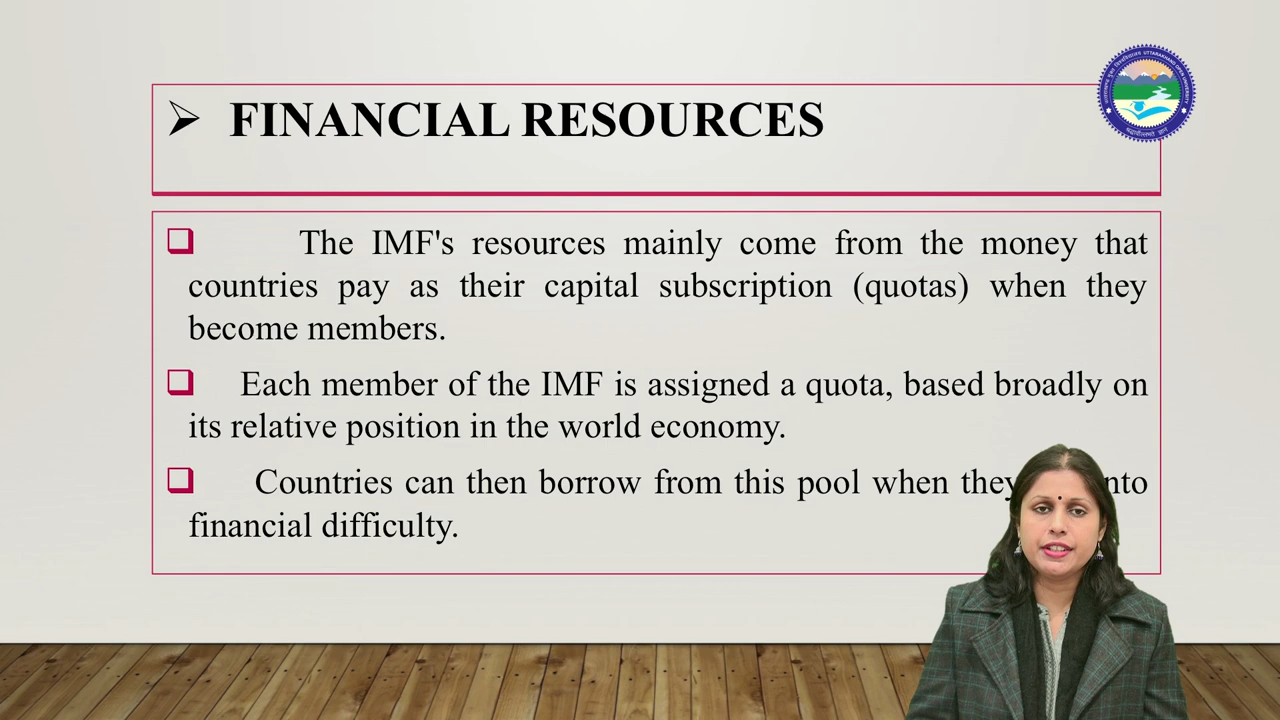 FINANCIAL RESOURCES
The IMF's resources mainly come from the money that
countries pay as their capital subscription (quotas) when they
become members.
Each member of the IMF is assigned a quota, based broadly on
its relative position in the world economy.
Countries can then borrow from this pool when they
financial difficulty.